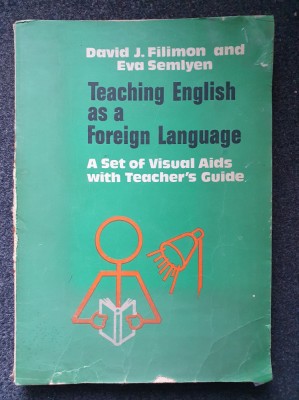 David J. Filimon and
Eva Semlyen
Teaching English
as a
Foreign Language
A Set of Visual Aids
with Teacher's Guide